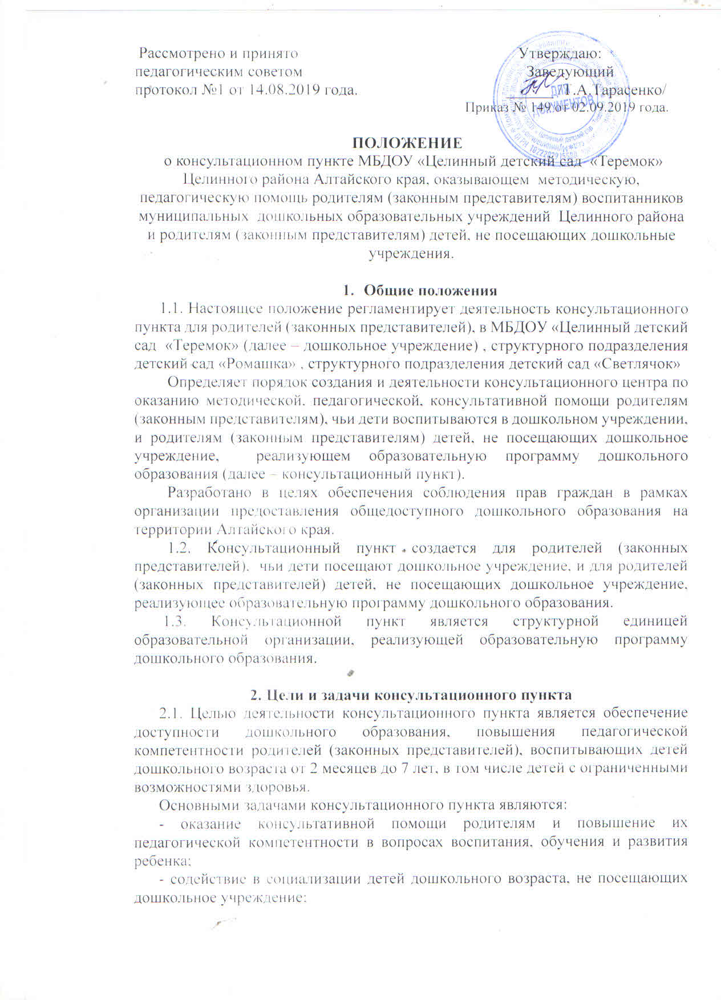 Рассмотрено и принято
педагогическим советом
протокол №1 от 14.08.2019 года.
Утверждаю:
Заведующий
А.Тарасенко/
Приказ № 149 от 02.09.2019 года.
ДЛЯ
ДОКУМЕНТОВ
ПОЛОЖЕНИЕ
о консультационном пункте МБДОУ «Целинный детский сад «Теремок»
Целинного района Алтайского края, оказывающем методическую,
педагогическую помощь родителям (законным представителям) воспитанников
муниципальных дошкольных образовательных учреждений Целинного района
и родителям (законным представителям) детей, не посещающих дошкольные
учреждения.
1. Общие положения
1.1. Настоящее положение регламентирует деятельность консультационного
пункта для родителей (законных представителей), в МБДОУ «Целинный детский
сад «Теремок» (далее – дошкольное учреждение) , структурного подразделения
детский сад «Ромашка» , структурного подразделения детский сад «Светлячок»
Определяет порядок создания и деятельности консультационного центра по
оказанию методической, педагогической, консультативной помощи родителям
(законным представителям), чьи дети воспитываются в дошкольном учреждении,
и родителям (законным представителям) детей, не посещающих дошкольное
учреждение, реализующем образовательную программу дошкольного
образования (далее – консультационный пункт).
Разработано в целях обеспечения соблюдения прав граждан в рамках
организации предоставления общедоступного дошкольного образования на
территории Алтайского края.
1.2. Консультационный пункт создается для родителей (законных
представителей), чьи дети посещают дошкольное учреждение, и для родителей
(законных представителей) детей, не посещающих дошкольное учреждение,
реализующее образовательную программу дошкольного образования.
1.3. Консультационной пункт является структурной единицей
образовательной организации, реализующей образовательную программу
дошкольного образования.
2. Цели и задачи консультационного пункта
2.1. Целью деятельности консультационного пункта является обеспечение
доступности дошкольного образования, повышения педагогической
компетентности родителей (законных представителей), воспитывающих детей
дошкольного возраста от 2 месяцев до 7 лет, в том числе детей с ограниченными
возможностями здоровья.
Основными задачами консультационного пункта являются:
- оказание консультативной помощи родителям и повышение их
педагогической компетентности в вопросах воспитания, обучения и развития
ребенка;
- содействие в социализации детей дошкольного возраста, не посещающих
дошкольное учреждение;